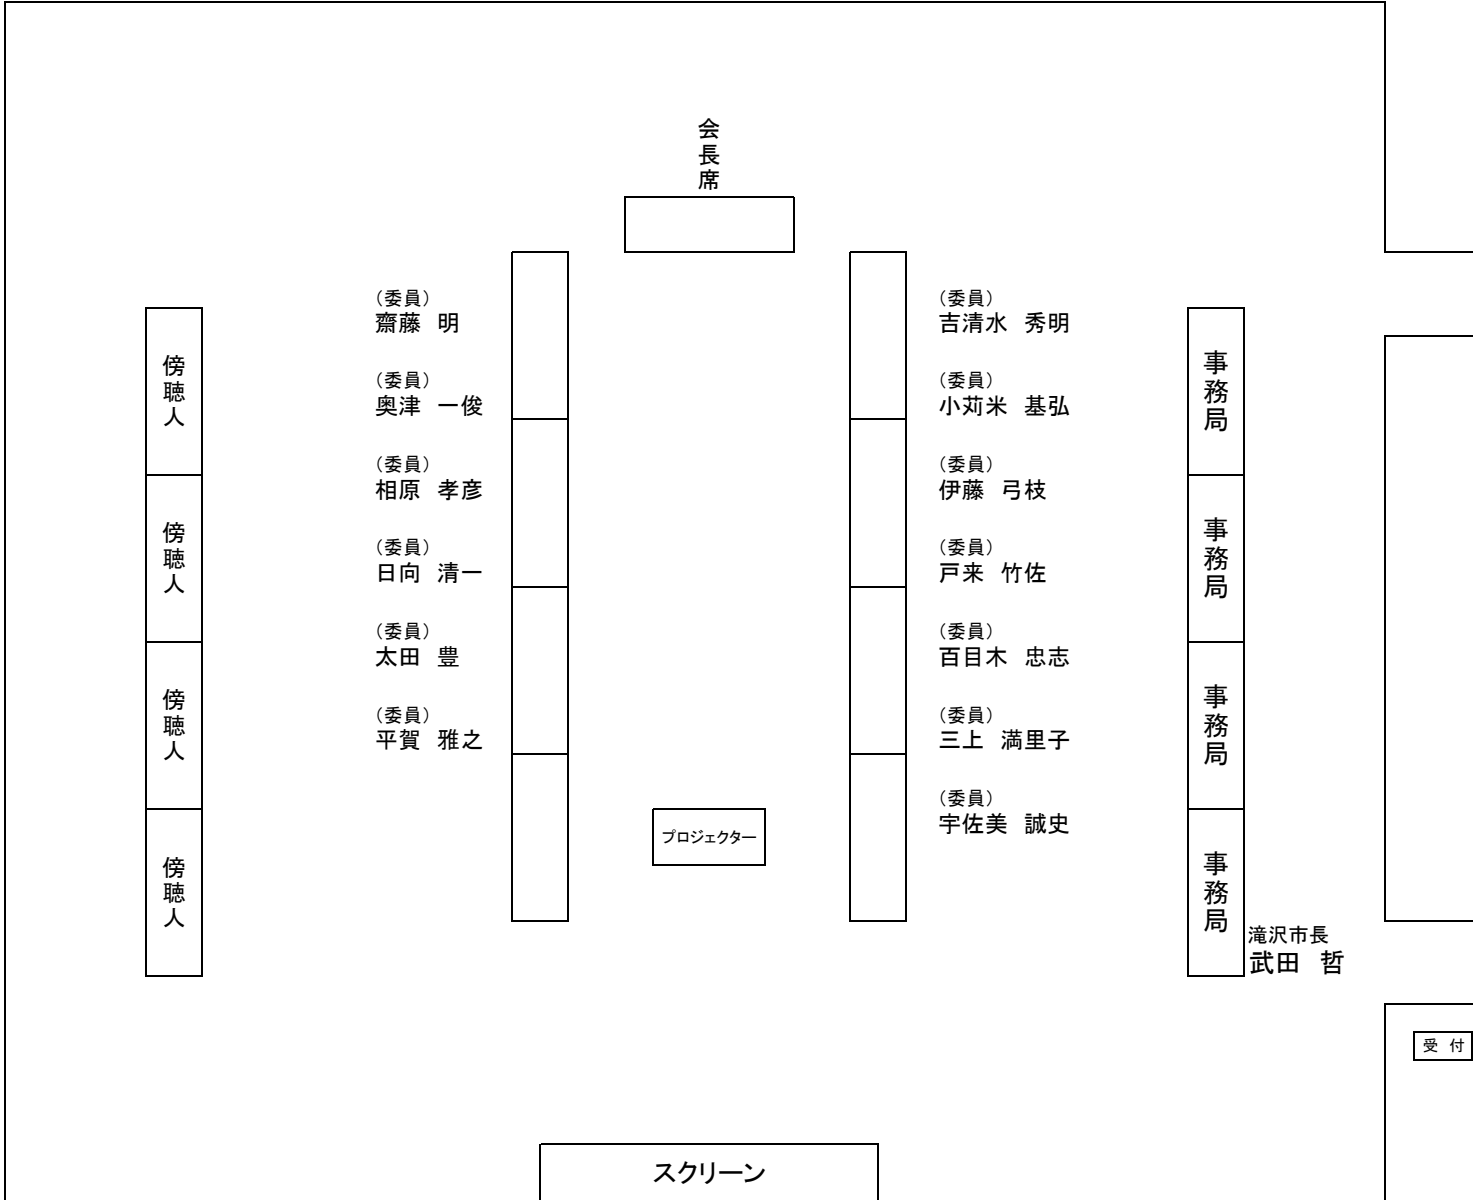 会長席
(委員)
齋藤　明
(委員)
奥津　一俊
(委員)
相原　孝彦
(委員)
日向　清一
(委員)
太田　豊
(委員)
平賀　雅之
(委員)
吉清水　秀明
(委員)
小苅米　基弘
(委員)
伊藤　弓枝
(委員)
戸来　竹佐
(委員)
百目木　忠志
(委員)
三上　満里子
(委員)
宇佐美　誠史
傍聴人
傍聴人
傍聴人
傍聴人
事務局
事務局
事務局
事務局
滝沢市長
武田　哲
プロジェクター
受　付
スクリーン